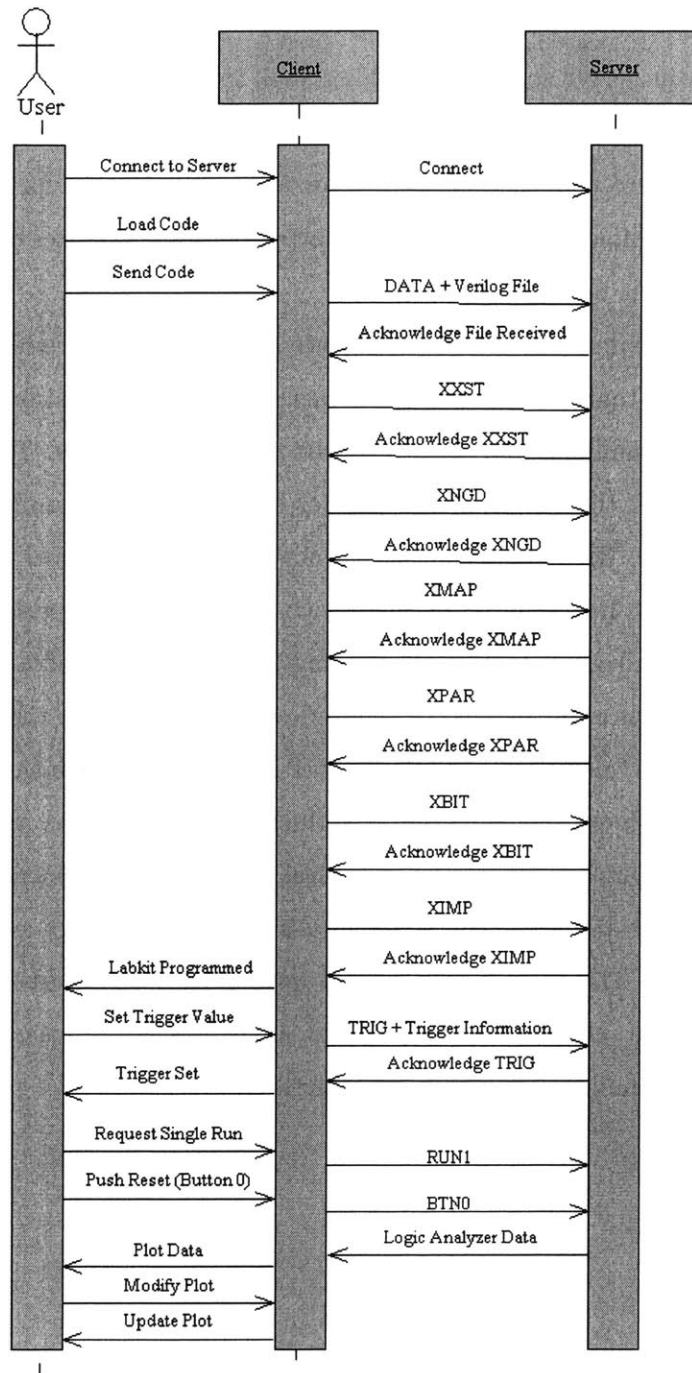 User
Client
Server
Connect to Server
Connect
Load Code
Send Code
DATA + Verilog File
Acknowledge File Received
XXST
Acknowledge XXST
XNGD
Acknowledge XNGD
XMAP
Acknowledge XMAP
XPAR
Acknowledge XPAR
XBIT
Acknowledge XBIT
XIMP
Acknowledge XIMP
Labkit Programmed
Set Trigger Value
TRIG + Trigger Information
Acknowledge TRIG
Trigger Set
Request Single Run
RUN1
Push Reset (Button 0)
BTN0
Logic Analyzer Data
Plot Data
Modify Plot
Update Plot